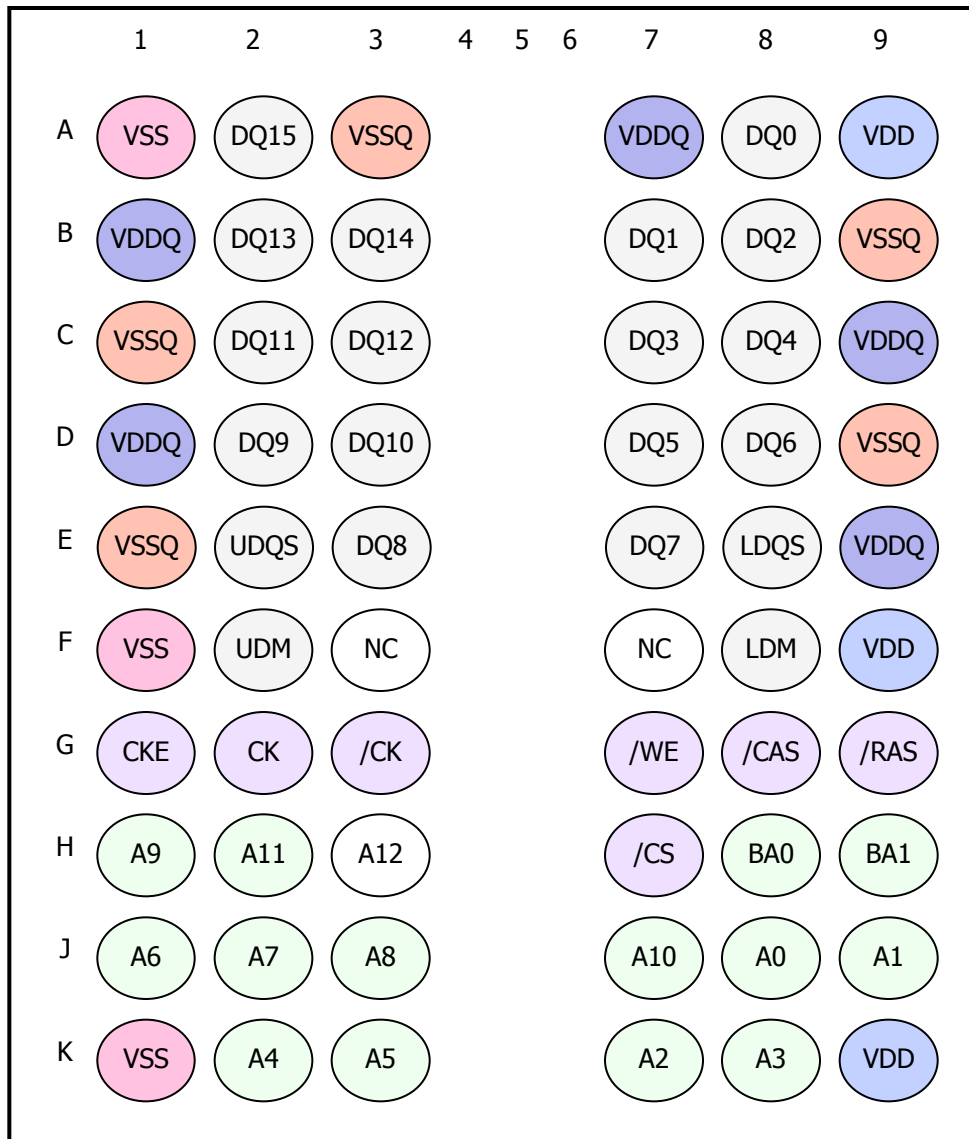 1 2 3 4 5 6 7 8 9
A VSS DQ15 VSSQ VDDQ DQ0 VDD
B VDDQ DQ13 DQ14 DQ1 DQ2 VSSQ
C VSSQ DQ11 DQ12 DQ3 DQ4 VDDQ
D VDDQ DQ9 DQ10 DQ5 DQ6 VSSQ
E VSSQ UDQS DQ8 DQ7 LDQS VDDQ
F VSS UDM NC NC LDM VDD
G CKE CK /CK /WE /CAS /RAS
H A9 A11 A12 /CS BA0 BA1
J A6 A7 A8 A10 A0 A1
K VSS A4 A5 A2 A3 VDD